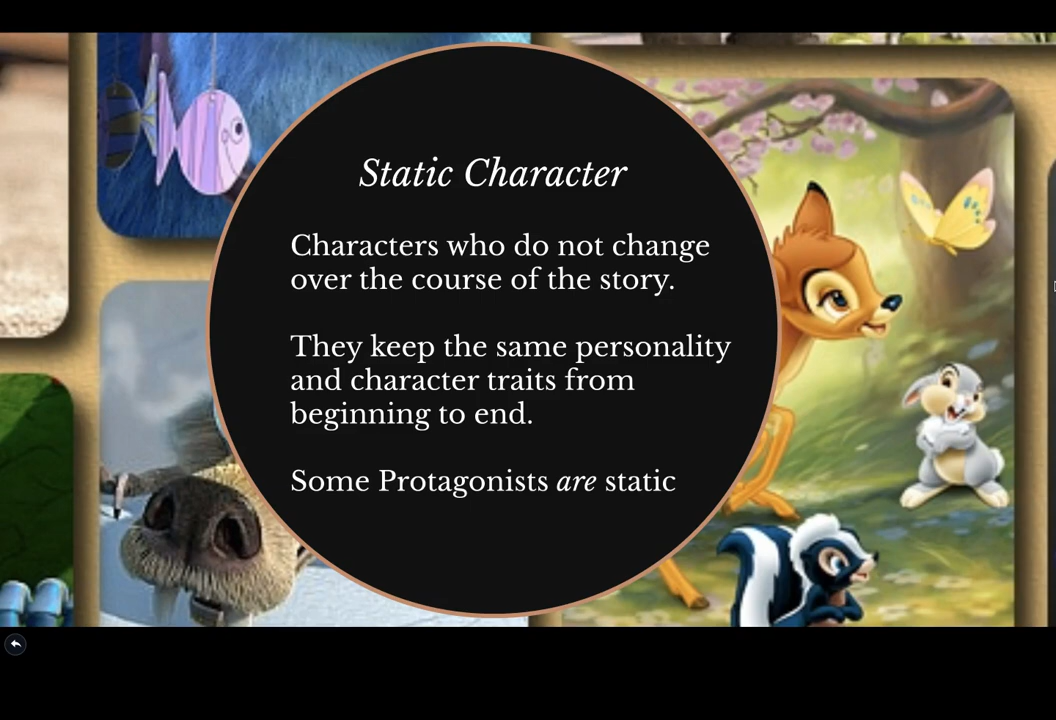 Static Character
Characters who do not change
over the course of the story.
They keep the same personality
and character traits from
beginning to end.
Some Protagonists are static